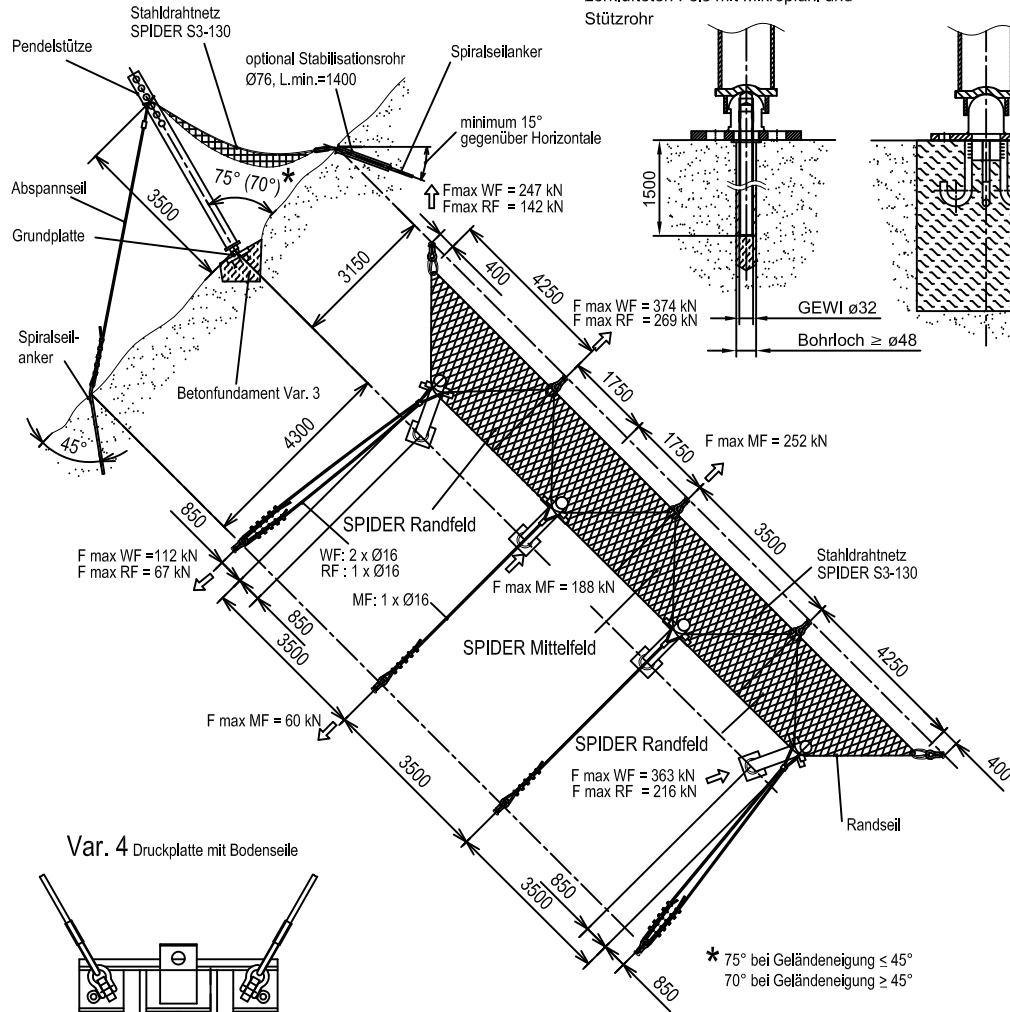 zerklüfteten Fels mit Mikropfahl und
Stützrohr
Stahldrahtnetz
SPIDER S3-130
Pendelstütze
optional Stabilisationsrohr
Ø76, L.min.=1400
Spiralseilanker
minimum 15°
gegenüber Horizontale
75° (70°) *
Fmax WF = 247 kN
Fmax RF = 142 kN
Abspannseil
3500
Grundplatte
3150
400
4250
1500
F max WF = 374 kN
F max RF = 269 kN
GEWI ø32
Bohrloch ≥ ø48
Spiralseil-
anker
Betonfundament Var. 3
45°
4300
1750
1750
F max MF = 252 kN
850
SPIDER Randfeld
3500
F max WF =112 kN
F max RF = 67 kN
WF: 2 x Ø16
RF : 1 x Ø16
MF: 1 x Ø16
F max MF = 188 kN
Stahldrahtnetz
SPIDER S3-130
850
3500
SPIDER Mittelfeld
4250
F max MF = 60 kN
SPIDER Randfeld
F max WF = 363 kN
F max RF = 216 kN
400
3500
Randseil
Var. 4 Druckplatte mit Bodenseile
3500
850
850
* 75° bei Geländeneigung ≤ 45°
70° bei Geländeneigung ≥ 45°